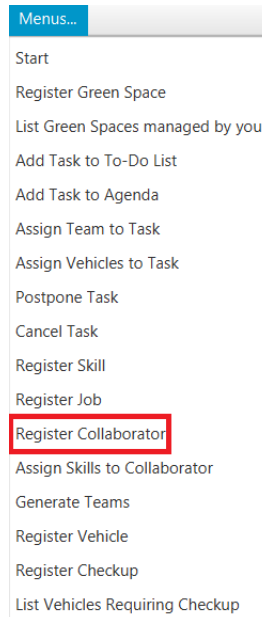 Menus...
Start
Register Green Space
List Green Spaces managed by you
Add Task to To-Do List
Add Task to Agenda
Assign Team to Task
Assign Vehicles to Task
Postpone Task
Cancel Task
Register Skill
Register Job
Register Collaborator
Assign Skills to Collaborator
Generate Teams
Register Vehicle
Register Checkup
List Vehicles Requiring Checkup